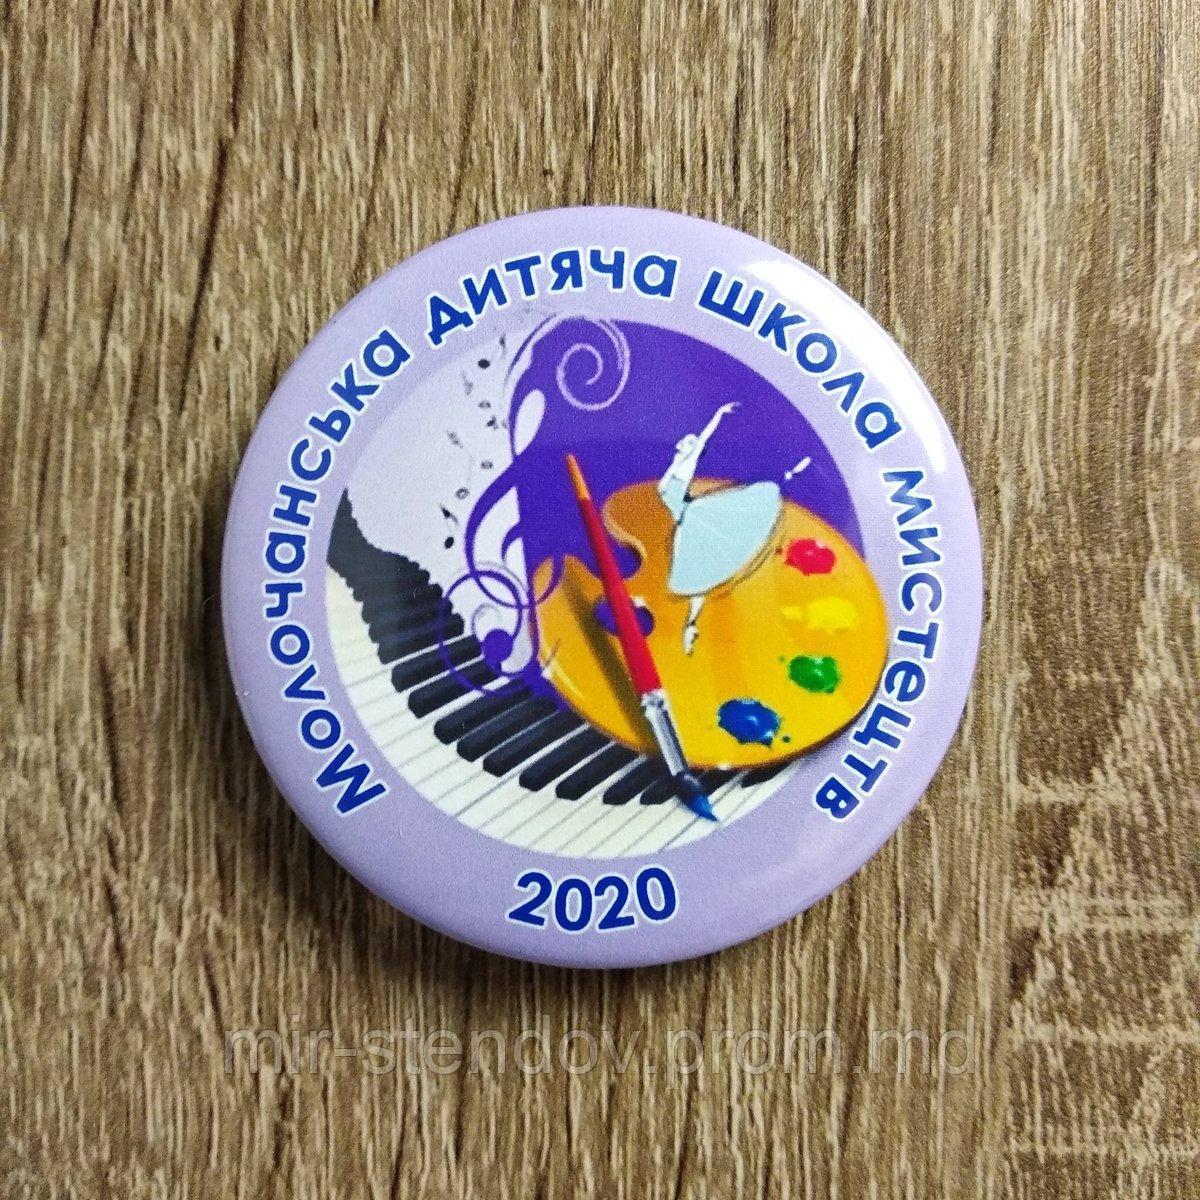 Молочанська дитяча школа мистецтв
2020
mir-stendov.prom.md